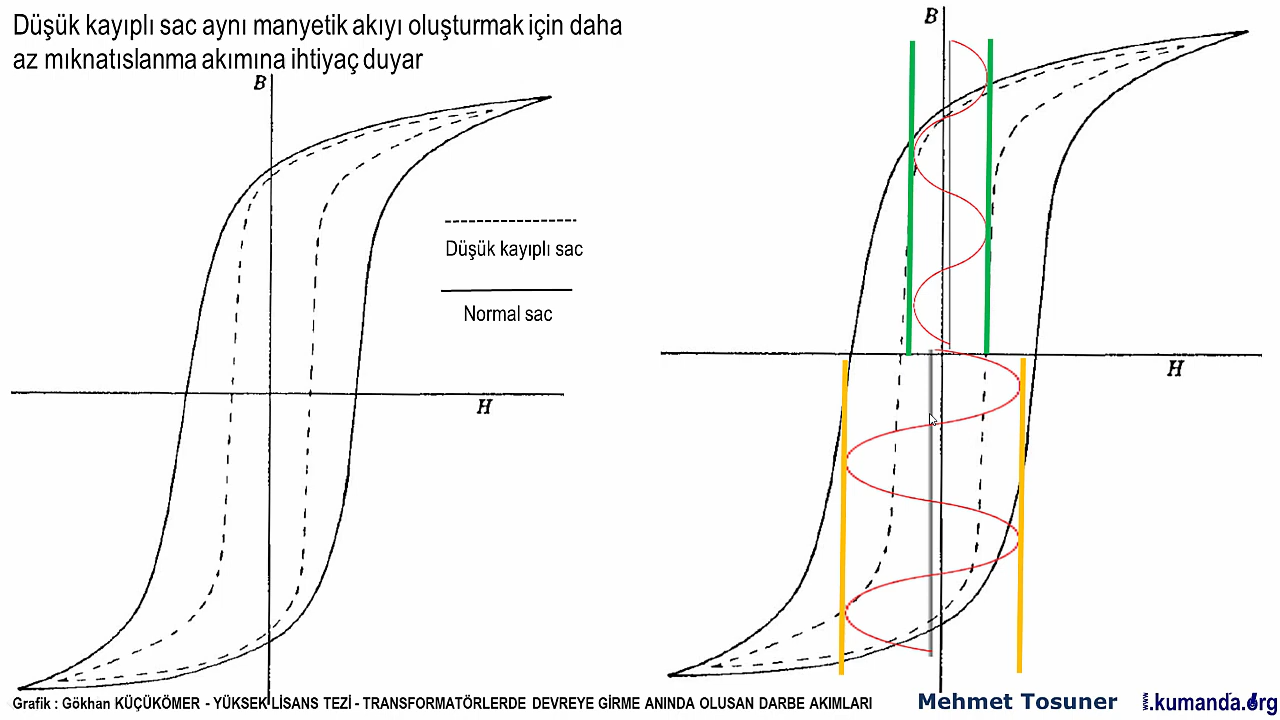 Düşük kayıplı sac aynı manyetik akıyı oluşturmak için daha
az mıknatıslanma akımına ihtiyaç duyar
B
B
Düşük kayıplı sac
Normal sac
H
H
Grafik : Gökhan KÜÇÜKÖMER - YÜKSEK LİSANS TEZİ - TRANSFORMATÖRLERDE DEVREYE GİRME ANINDA OLUSAN DARBE AKIMLARI
Mehmet Tosuner
.kumanda.org